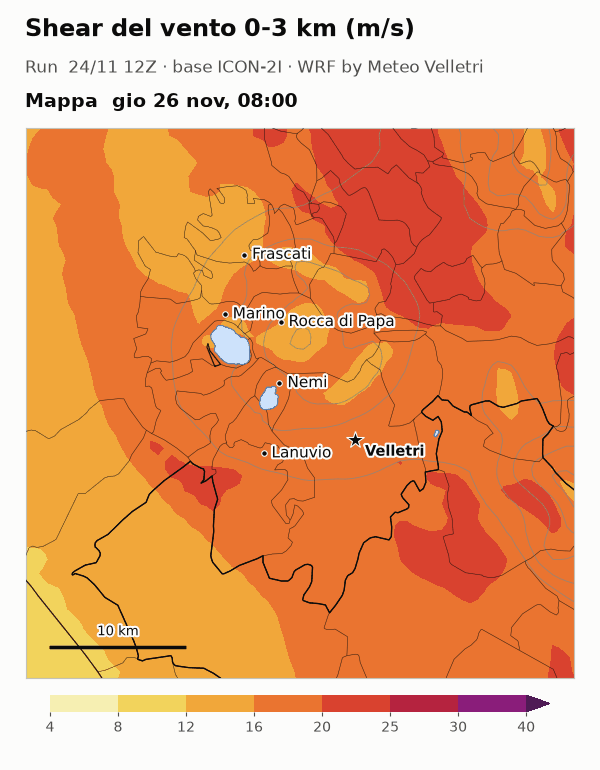 Shear del vento 0-3 km (m/s)
Run  24/11 12Z · base ICON-2I · WRF by Meteo Velletri
Mappa  gio 26 nov, 08:00
Frascati
Marino
Rocca di Papa
Nemi
Velletri
Lanuvio
10 km
4 8 12 16 20 25 30 40